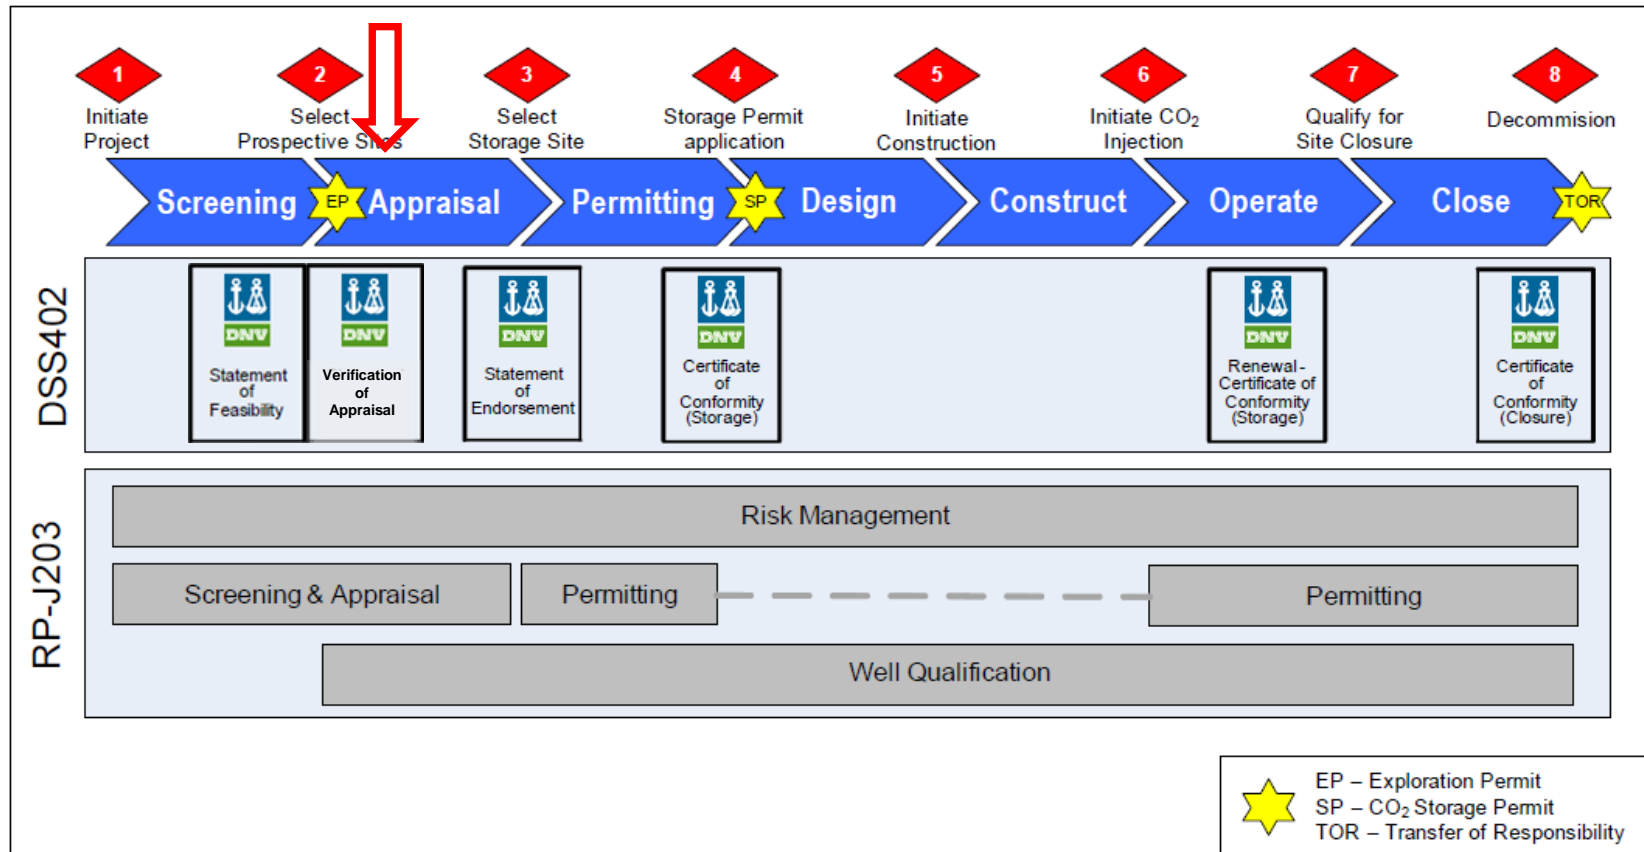 1
2
3
4
5
6
7
8
Initiate
Project
Select
Prospective Sites
Select
Storage Site
Storage Permit
application
Initiate
Construction
Initiate CO₂
Injection
Qualify for
Site Closure
Decommision
Screening
EP
Appraisal
Permitting
SP
Design
Construct
Operate
Close
TOR
DSS402
DNV
Statement
of
Feasibility
DNV
Verification
of
Appraisal
DNV
Statement
of
Endorsement
DNV
Certificate
of
Conformity
(Storage)
DNV
Renewal -
Certificate of
Conformity
(Storage)
DNV
Certificate
of
Conformity
(Closure)
RP-J203
Risk Management
Screening & Appraisal
Permitting
Permitting
Well Qualification
EP – Exploration Permit
SP – CO₂ Storage Permit
TOR – Transfer of Responsibility